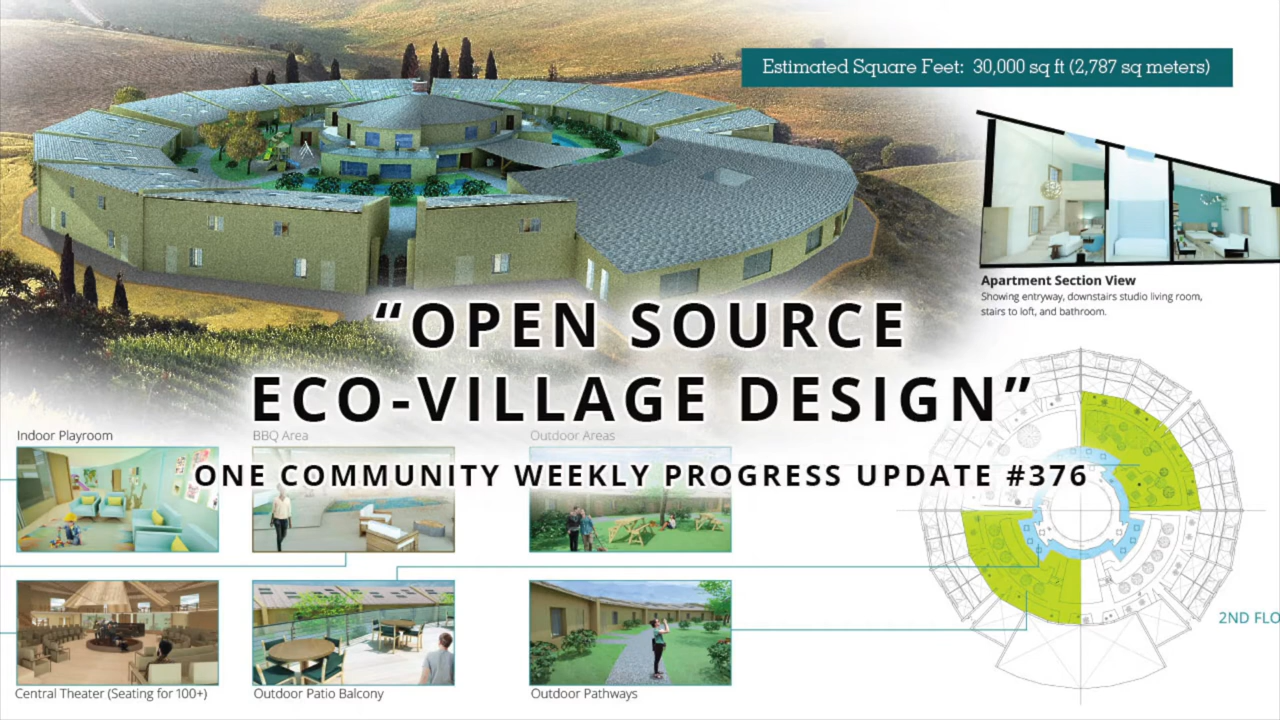 Estimated Square Feet: 30,000 sq ft (2,787 sq meters)
Apartment Section View
Showing entryway, downstairs studio living room,
stairs to loft, and bathroom.
“OPEN SOURCE
ECO-VILLAGE DESIGN”
Indoor Playroom
BBQ Area
Outdoor Areas
ONE COMMUNITY WEEKLY PROGRESS UPDATE #376
2ND FLO
Central Theater (Seating for 100+)
Outdoor Patio Balcony
Outdoor Pathways